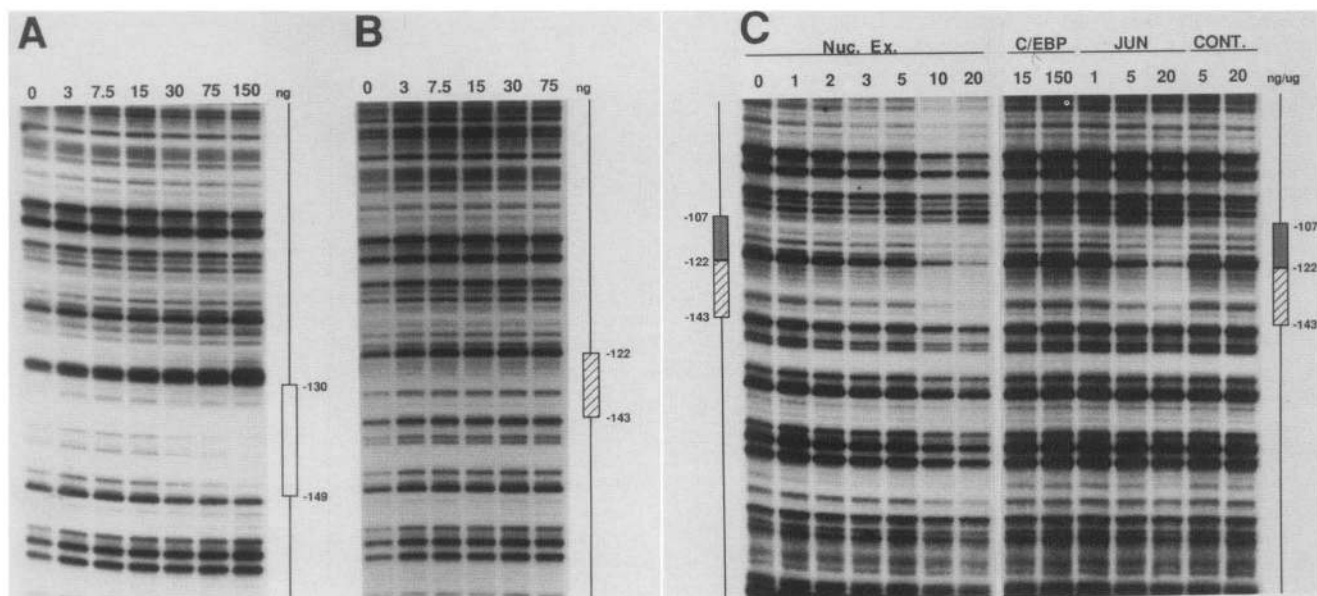 A
0 3 7.5 15 30 75 150 ng
-130
-149
B
0 3 7.5 15 30 75 ng
-122
-143
C
Nuc. Ex. C/EBP JUN CONT.
0 1 2 3 5 10 20 15 150 1 5 20 5 20 ng/ug
-107
-122
-143
-107
-122
-143